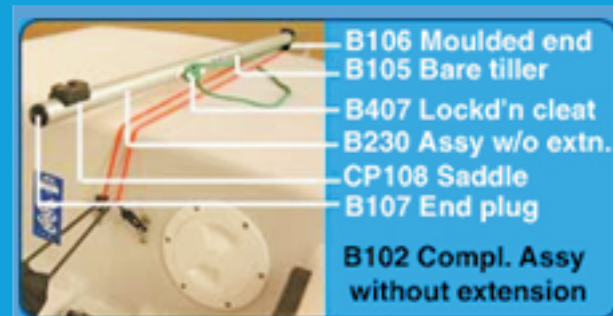 B106 Moulded end
B105 Bare tiller
B407 Lockd'n cleat
B230 Assy w/o extn.
CP108 Saddle
B107 End plug
B102 Compl. Assy
without extension